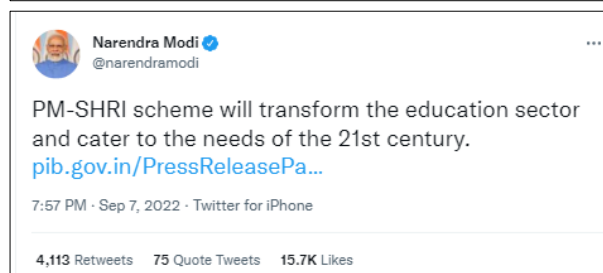 Narendra Modi
@narendramodi
PM-SHRI scheme will transform the education sector
and cater to the needs of the 21st century.
pib.gov.in/PressReleasePa...
7:57 PM · Sep 7, 2022 · Twitter for iPhone
4,113 Retweets 75 Quote Tweets 15.7K Likes